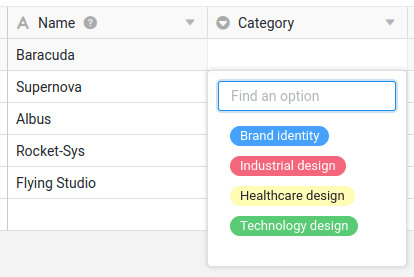 A Name ? Category
Baracuda
Find an option
Supernova
Albus
Rocket-Sys
Flying Studio
Brand identity
Industrial design
Healthcare design
Technology design